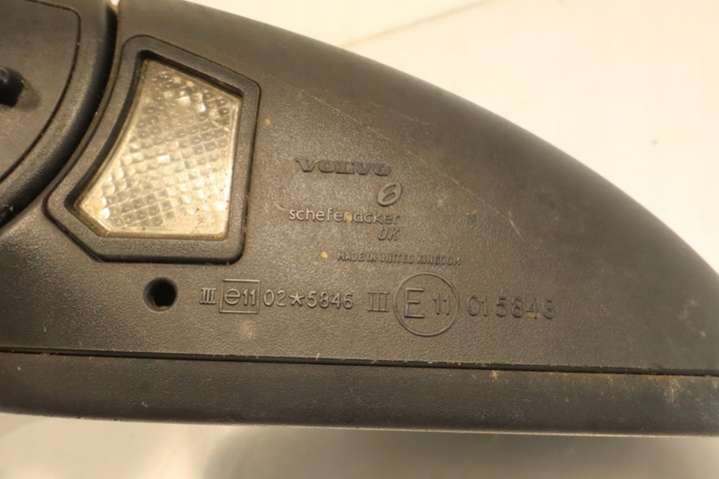 VOLVO
schefenacker
UK
MADE IN UNITED KINGDOM
III e11 02*5846 III E 11 015848